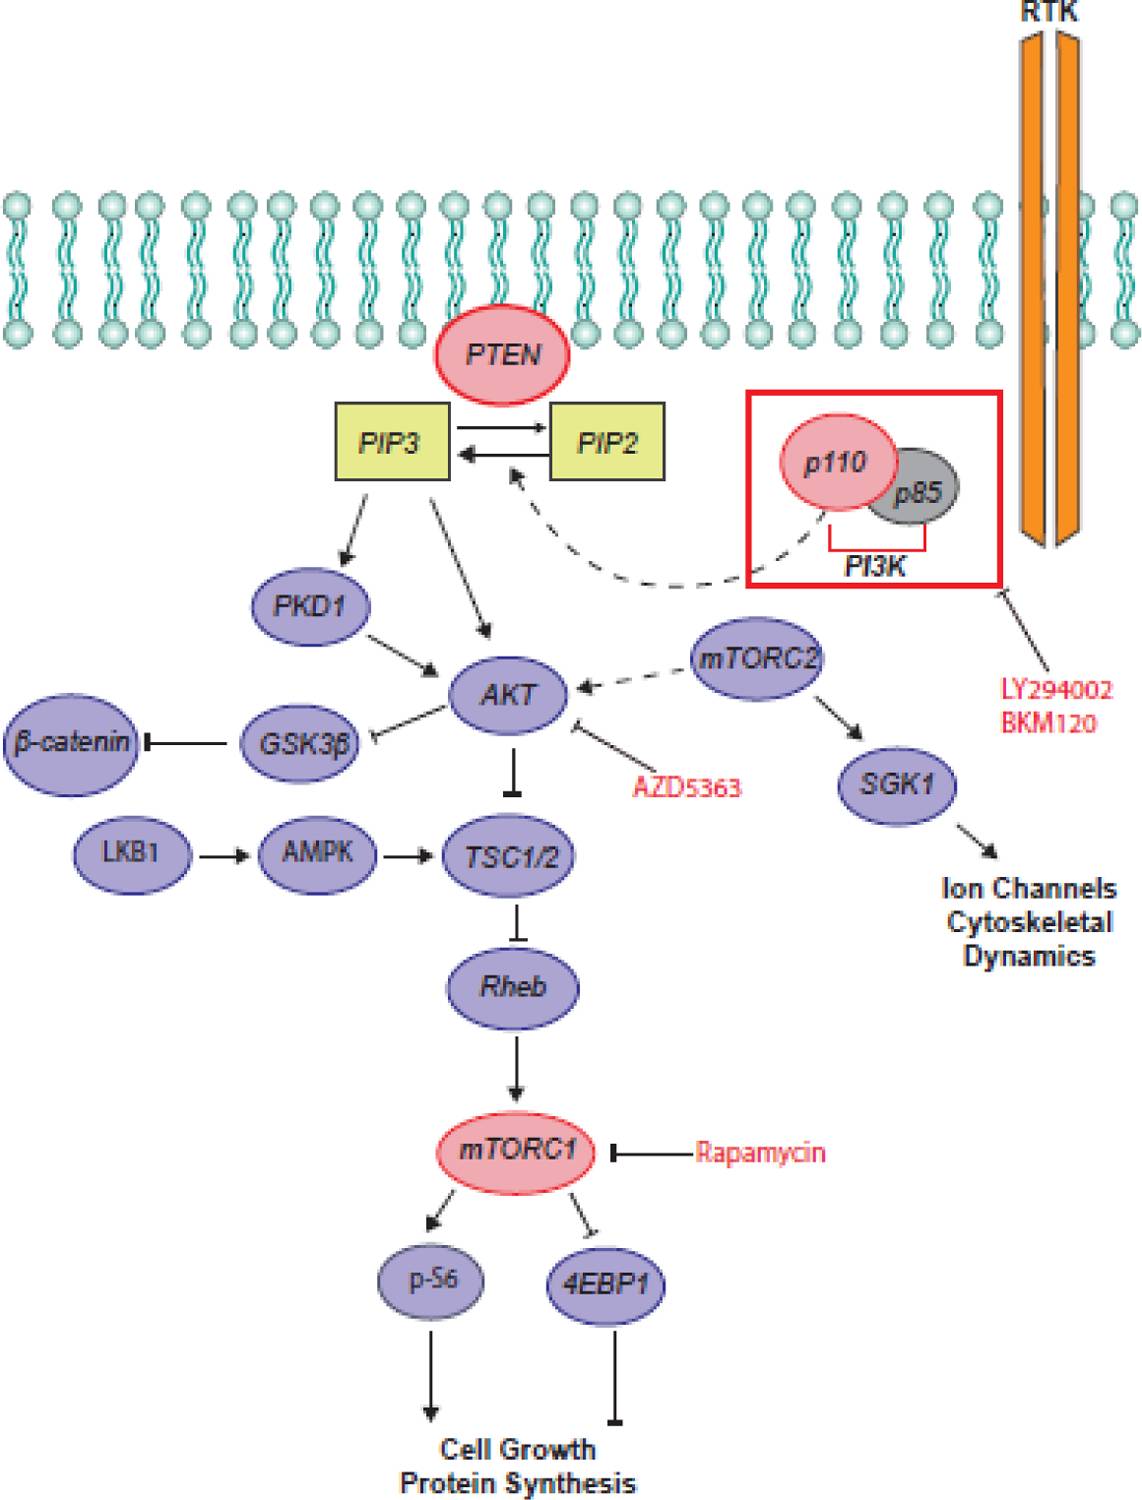 RTK
PTEN
PIP3
PIP2
p110
p85
PI3K
PKD1
mTORC2
AKT
LY294002
BKM120
β-catenin
GSK3β
AZD5363
SGK1
LKB1
AMPK
TSC1/2
Ion Channels
Cytoskeletal
Dynamics
Rheb
mTORC1
Rapamycin
p-S6
4EBP1
Cell Growth
Protein Synthesis